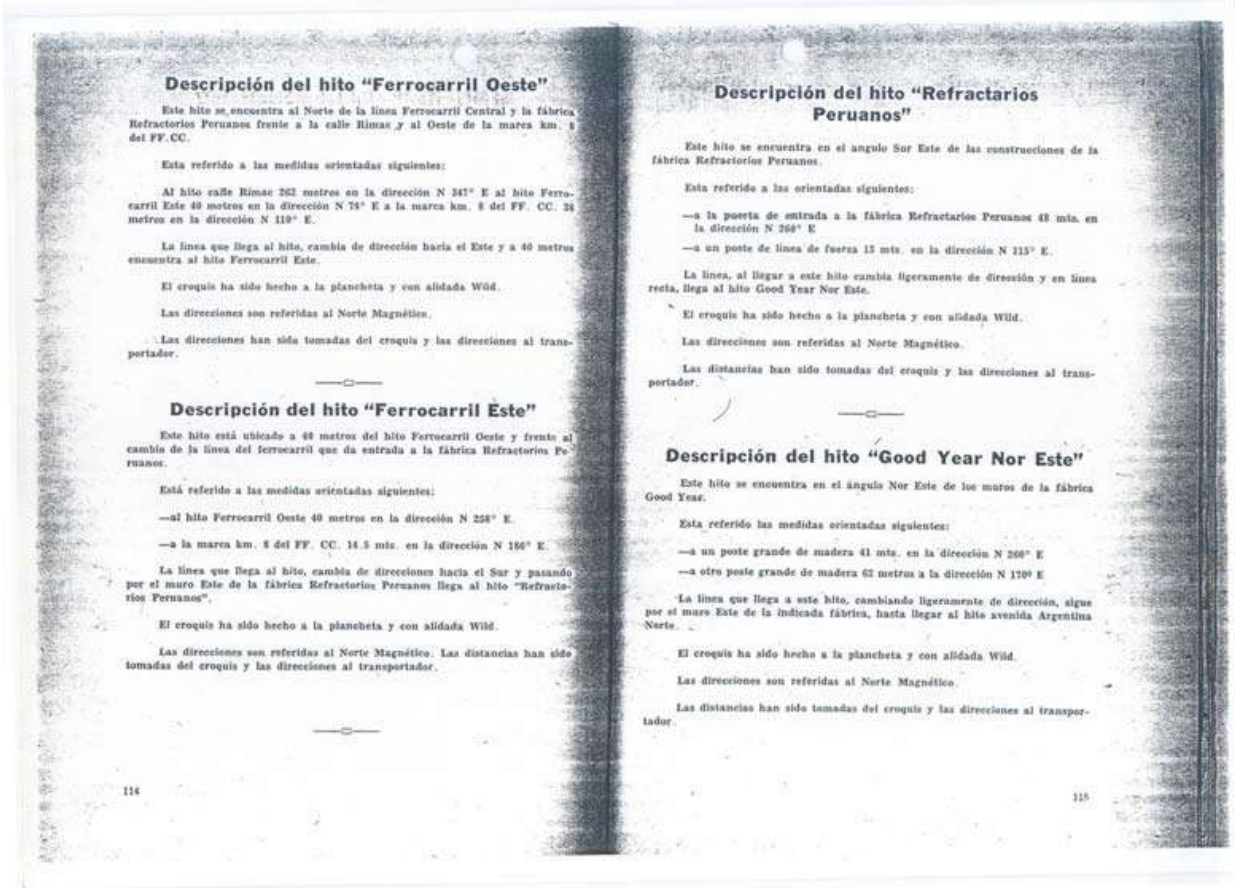 Descripción del hito "Ferrocarril Oeste"
Este hito se encuentra al Norte de la línea Ferrocarril Central y la fábrica
Refractorios Peruanos frente a la calle Rimac y al Oeste de la marca km. 8
del FF.CC.
Esta referido a las medidas orientadas siguientes:
Al hito calle Rimac 262 metros en la dirección N 347° E al hito Ferro-
carril Este 40 metros en la dirección N 78° E a la marca km. 8 del FF. CC. 28
metros en la dirección N 110° E.
La línea que llega al hito, cambia de dirección hacia el Este y a 40 metros
encuentra al hito Ferrocarril Este.
El croquis ha sido hecho a la plancheta y con alidada Wild.
Las direcciones son referidas al Norte Magnético.
Las direcciones han sido tomadas del croquis y las direcciones al trans-
portador.
Descripción del hito "Ferrocarril Este"
Este hito está ubicado a 40 metros del hito Ferrocarril Oeste y frente al
cambio de la línea del ferrocarril que da entrada a la fábrica Refractorios Pe-
ruanos.
Está referido a las medidas orientadas siguientes:
—al hito Ferrocarril Oeste 40 metros en la dirección N 258° E.
—a la marca km. 8 del FF. CC. 14.5 mts. en la dirección N 166° E.
La línea que llega al hito, cambia de direcciones hacia el Sur y pasando
por el muro Este de la fábrica Refractorios Peruanos llega al hito "Refracto-
rios Peruanos".
El croquis ha sido hecho a la plancheta y con alidada Wild.
Las direcciones son referidas al Norte Magnético. Las distancias han sido
tomadas del croquis y las direcciones al transportador.
114
Descripción del hito "Refractarios
Peruanos"
Este hito se encuentra en el angulo Sur Este de las construcciones de la
fábrica Refractorios Peruanos.
Esta referido a las orientadas siguientes:
—a la puerta de entrada a la fábrica Refractarios Peruanos 48 mts. en
la dirección N 260° E
—a un poste de línea de fuerza 15 mts. en la dirección N 115° E.
La línea, al llegar a este hito cambia ligeramente de dirección y en línea
recta, llega al hito Good Year Nor Este.
El croquis ha sido hecho a la plancheta y con alidada Wild.
Las direcciones son referidas al Norte Magnético.
Las distancias han sido tomadas del croquis y las direcciones al trans-
portador.
Descripción del hito "Good Year Nor Este"
Este hito se encuentra en el ángulo Nor Este de los muros de la fábrica
Good Year.
Esta referido las medidas orientadas siguientes:
—a un poste grande de madera 41 mts. en la dirección N 260° E
—a otro poste grande de madera 62 metros a la dirección N 170° E
La línea que llega a este hito, cambiando ligeramente de dirección, sigue
por el muro Este de la indicada fábrica, hasta llegar al hito avenida Argentina
Norte.
El croquis ha sido hecho a la plancheta y con alidada Wild.
Las direcciones son referidas al Norte Magnético.
Las distancias han sido tomadas del croquis y las direcciones al transpor-
tador.
115